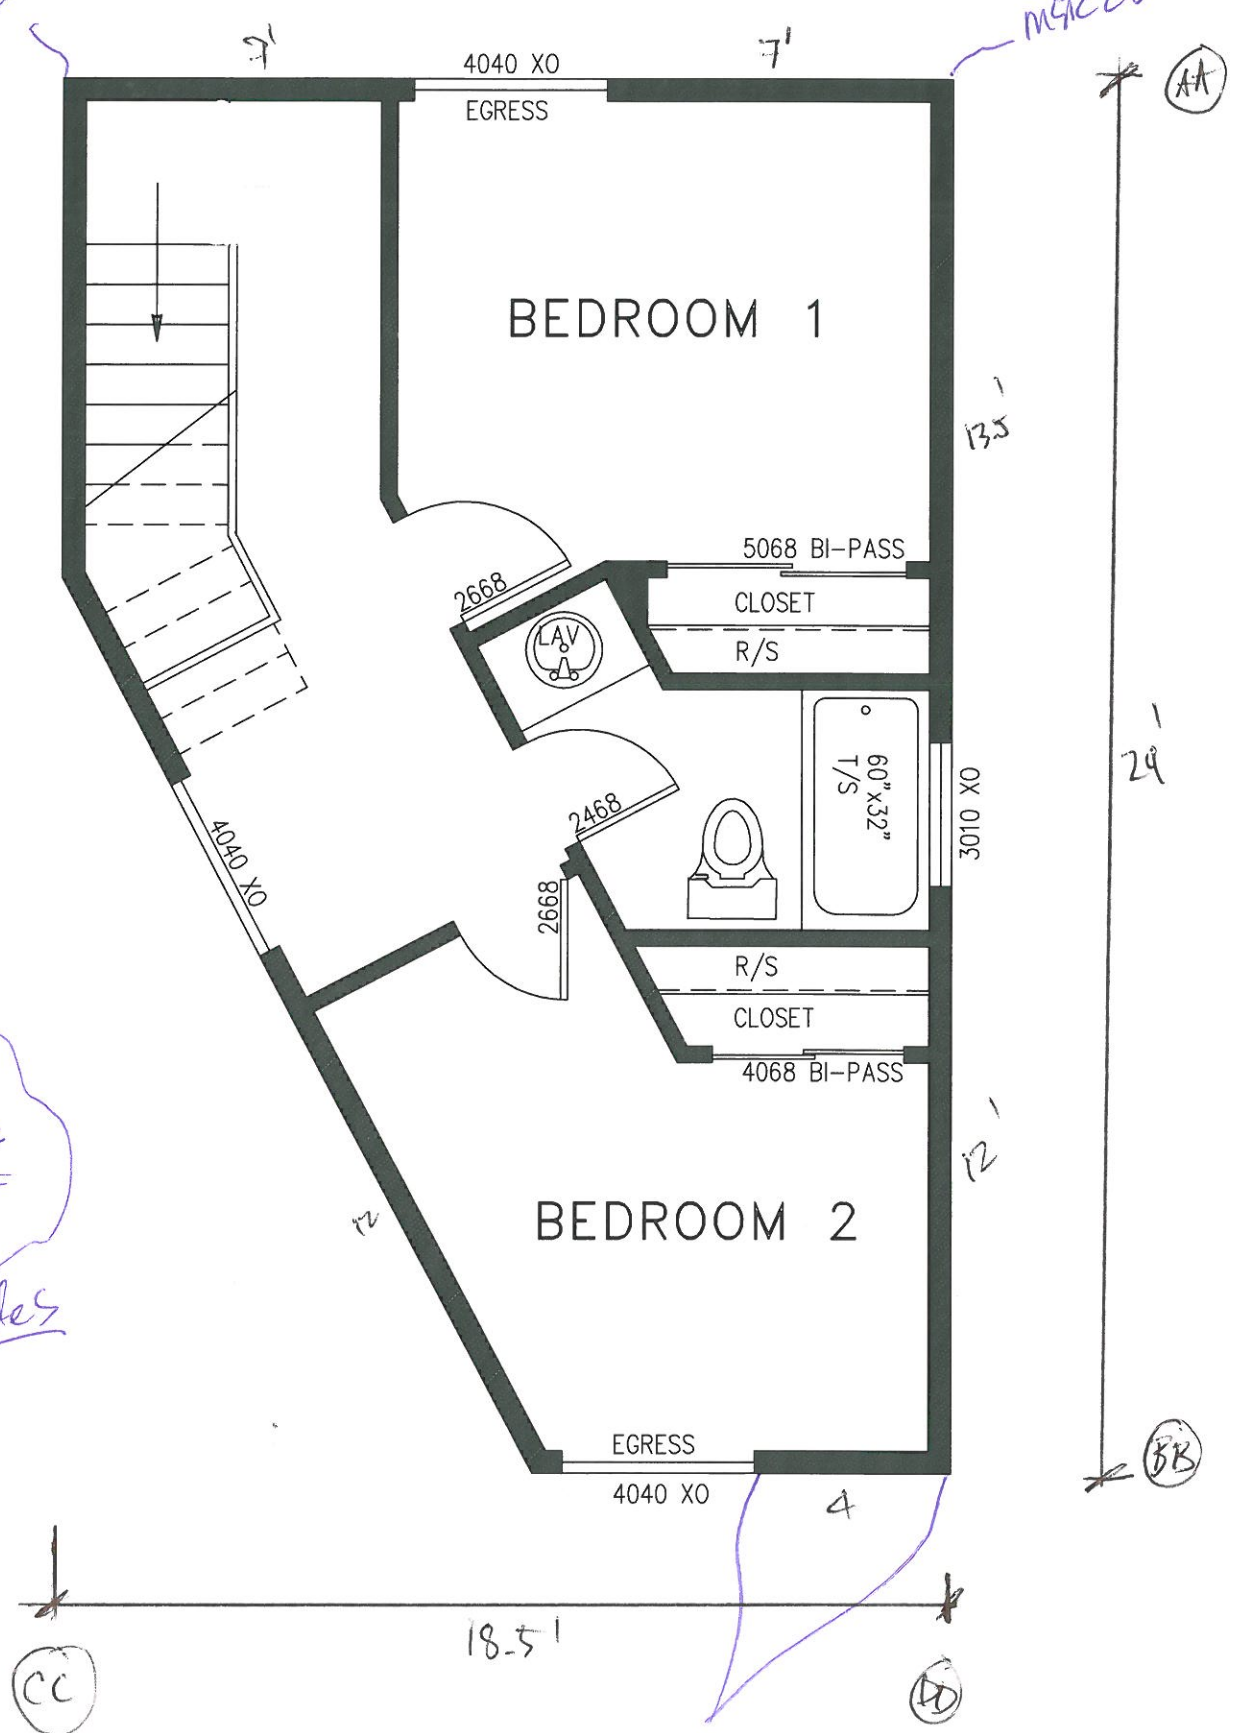 7'
7'
4040 XO
EGRESS
AA
BEDROOM 1
13.5'
5068 BI-PASS
CLOSET
R/S
2668
LAV
29'
60"x32"
T/S
3010 XO
2468
4040 XO
2668
R/S
CLOSET
4068 BI-PASS
12'
12
BEDROOM 2
EGRESS
4040 XO
4
BB
18.5'
CC
DD